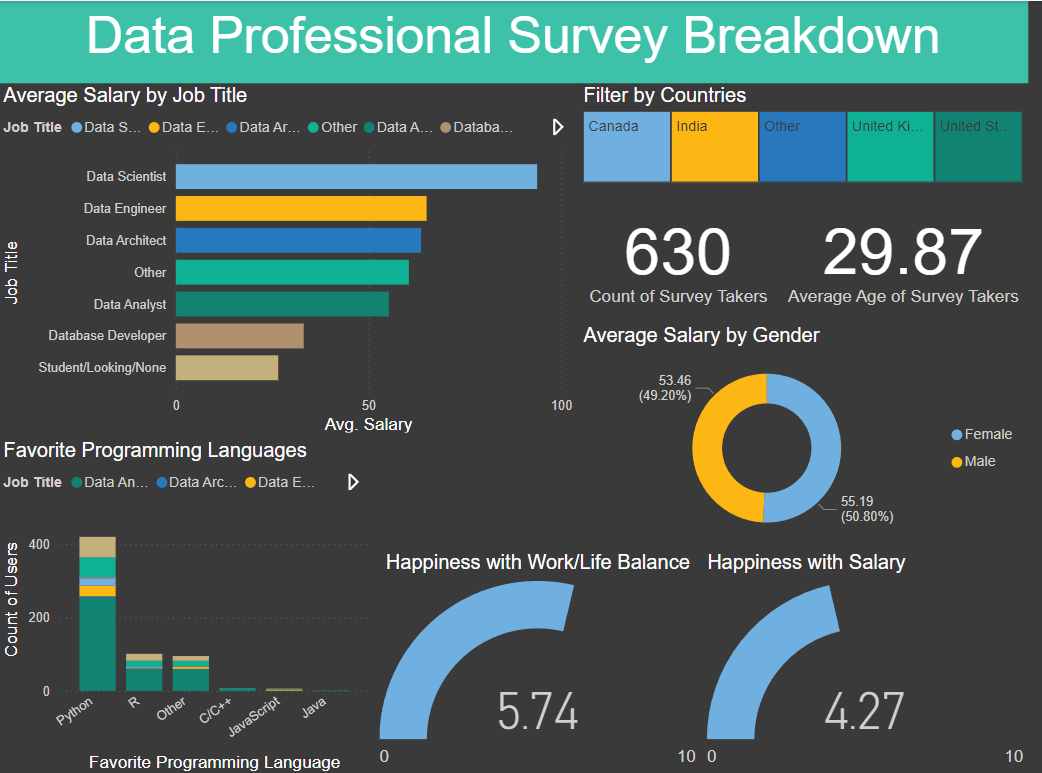 Data Professional Survey Breakdown
Average Salary by Job Title
Job Title Data S... Data E... Data Ar... Other Data A... Databa...
Job Title
Data Scientist
Data Engineer
Data Architect
Other
Data Analyst
Database Developer
Student/Looking/None
0 50 100
Avg. Salary
Filter by Countries
Canada India Other United Ki... United St...
630
Count of Survey Takers
29.87
Average Age of Survey Takers
Average Salary by Gender
53.46
(49.20%)
55.19
(50.80%)
Female
Male
Favorite Programming Languages
Job Title Data An... Data Arc... Data E...
Count of Users
400
200
0
Python R Other C/C++ JavaScript Java
Favorite Programming Language
Happiness with Work/Life Balance
5.74
0 10
Happiness with Salary
4.27
0 10